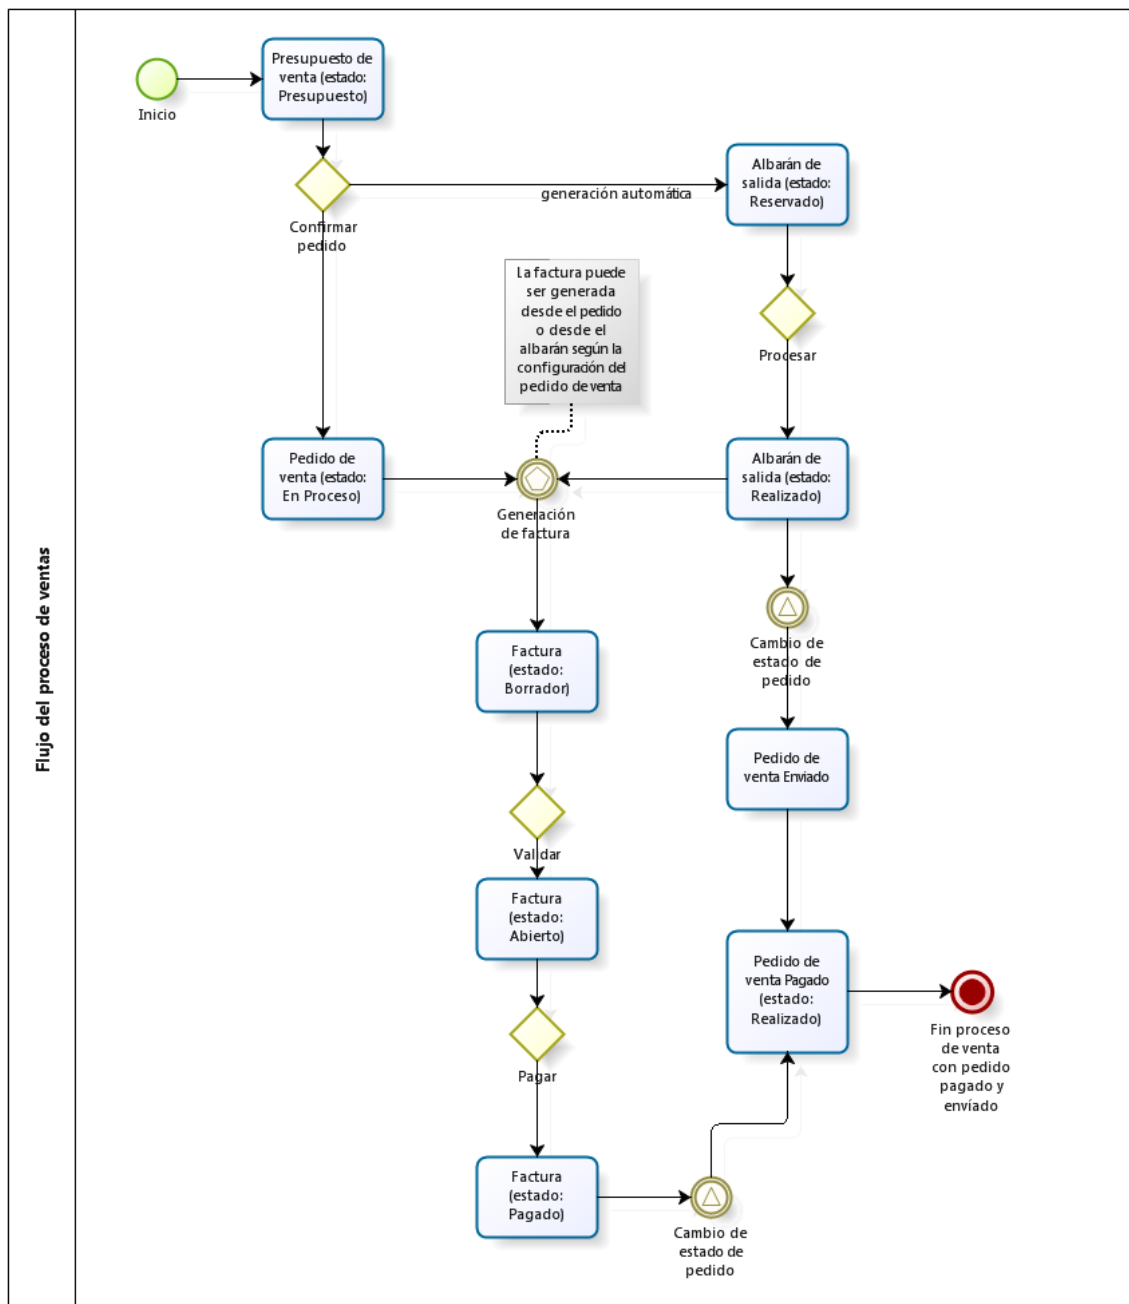 Flujo del proceso de ventas
Inicio
Presupuesto de
venta (estado:
Presupuesto)
Confirmar
pedido
generación automática
Albarán de
salida (estado:
Reservado)
La factura puede
ser generada
desde el pedido
o desde el
albarán según la
configuración del
pedido de venta
Procesar
Pedido de
venta (estado:
En Proceso)
Generación
de factura
Albarán de
salida (estado:
Realizado)
Cambio de
estado de
pedido
Factura
(estado:
Borrador)
Pedido de
venta Enviado
Validar
Factura
(estado:
Abierto)
Pedido de
venta Pagado
(estado:
Realizado)
Fin proceso
de venta
con pedido
pagado y
envíado
Pagar
Factura
(estado:
Pagado)
Cambio de
estado de
pedido